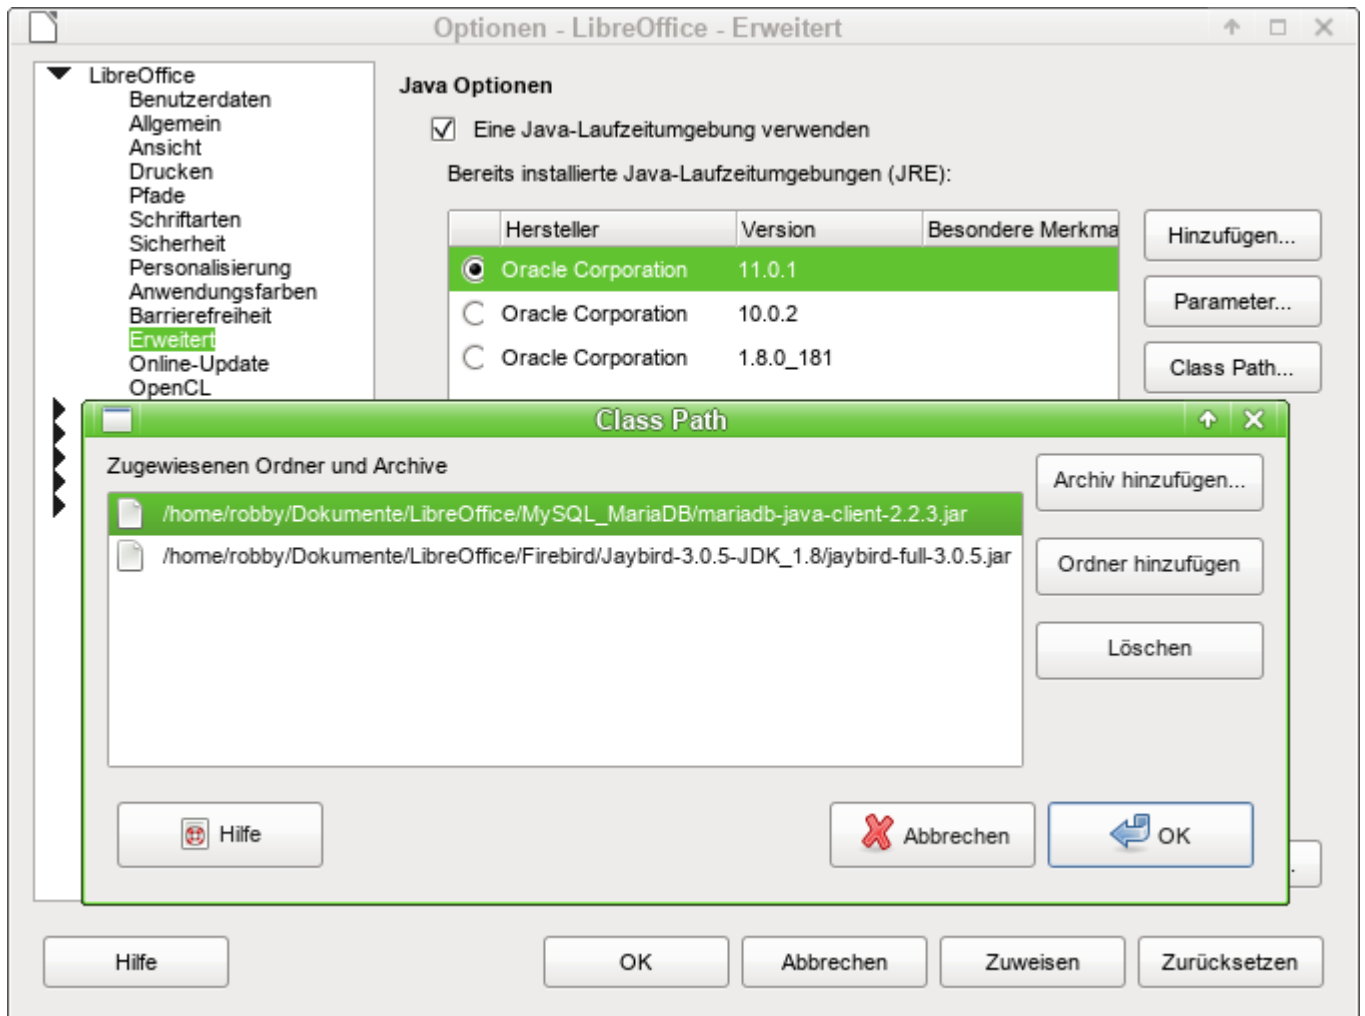 Optionen - LibreOffice - Erweitert
LibreOffice
Benutzerdaten
Allgemein
Ansicht
Drucken
Pfade
Schriftarten
Sicherheit
Personalisierung
Anwendungsfarben
Barrierefreiheit
Erweitert
Online-Update
OpenCL
Java Optionen
Eine Java-Laufzeitumgebung verwenden
Bereits installierte Java-Laufzeitumgebungen (JRE):
Hersteller Version Besondere Merkma
Oracle Corporation 11.0.1
Oracle Corporation 10.0.2
Oracle Corporation 1.8.0_181
Hinzufügen...
Parameter...
Class Path...
Class Path
Zugewiesenen Ordner und Archive
/home/robby/Dokumente/LibreOffice/MySQL_MariaDB/mariadb-java-client-2.2.3.jar
/home/robby/Dokumente/LibreOffice/Firebird/Jaybird-3.0.5-JDK_1.8/jaybird-full-3.0.5.jar
Archiv hinzufügen...
Ordner hinzufügen
Löschen
Hilfe Abbrechen OK
Hilfe OK Abbrechen Zuweisen Zurücksetzen